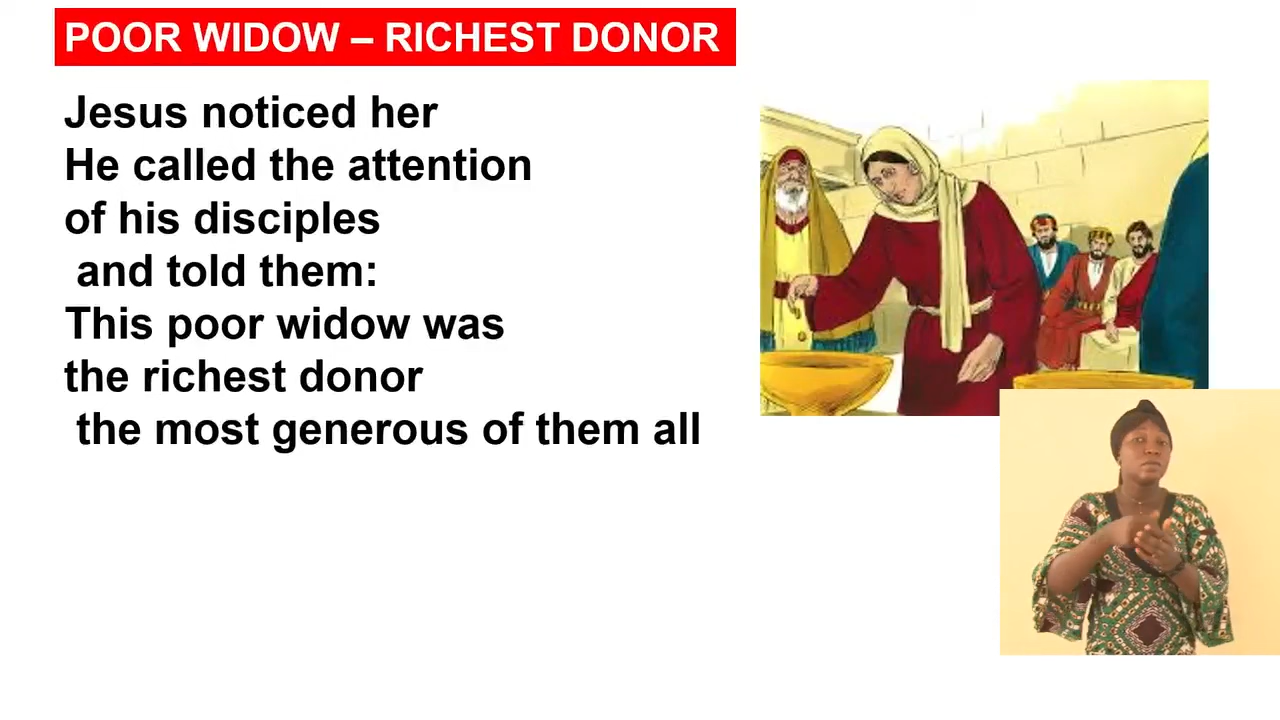 POOR WIDOW – RICHEST DONOR
Jesus noticed her
He called the attention
of his disciples
and told them:
This poor widow was
the richest donor
the most generous of them all